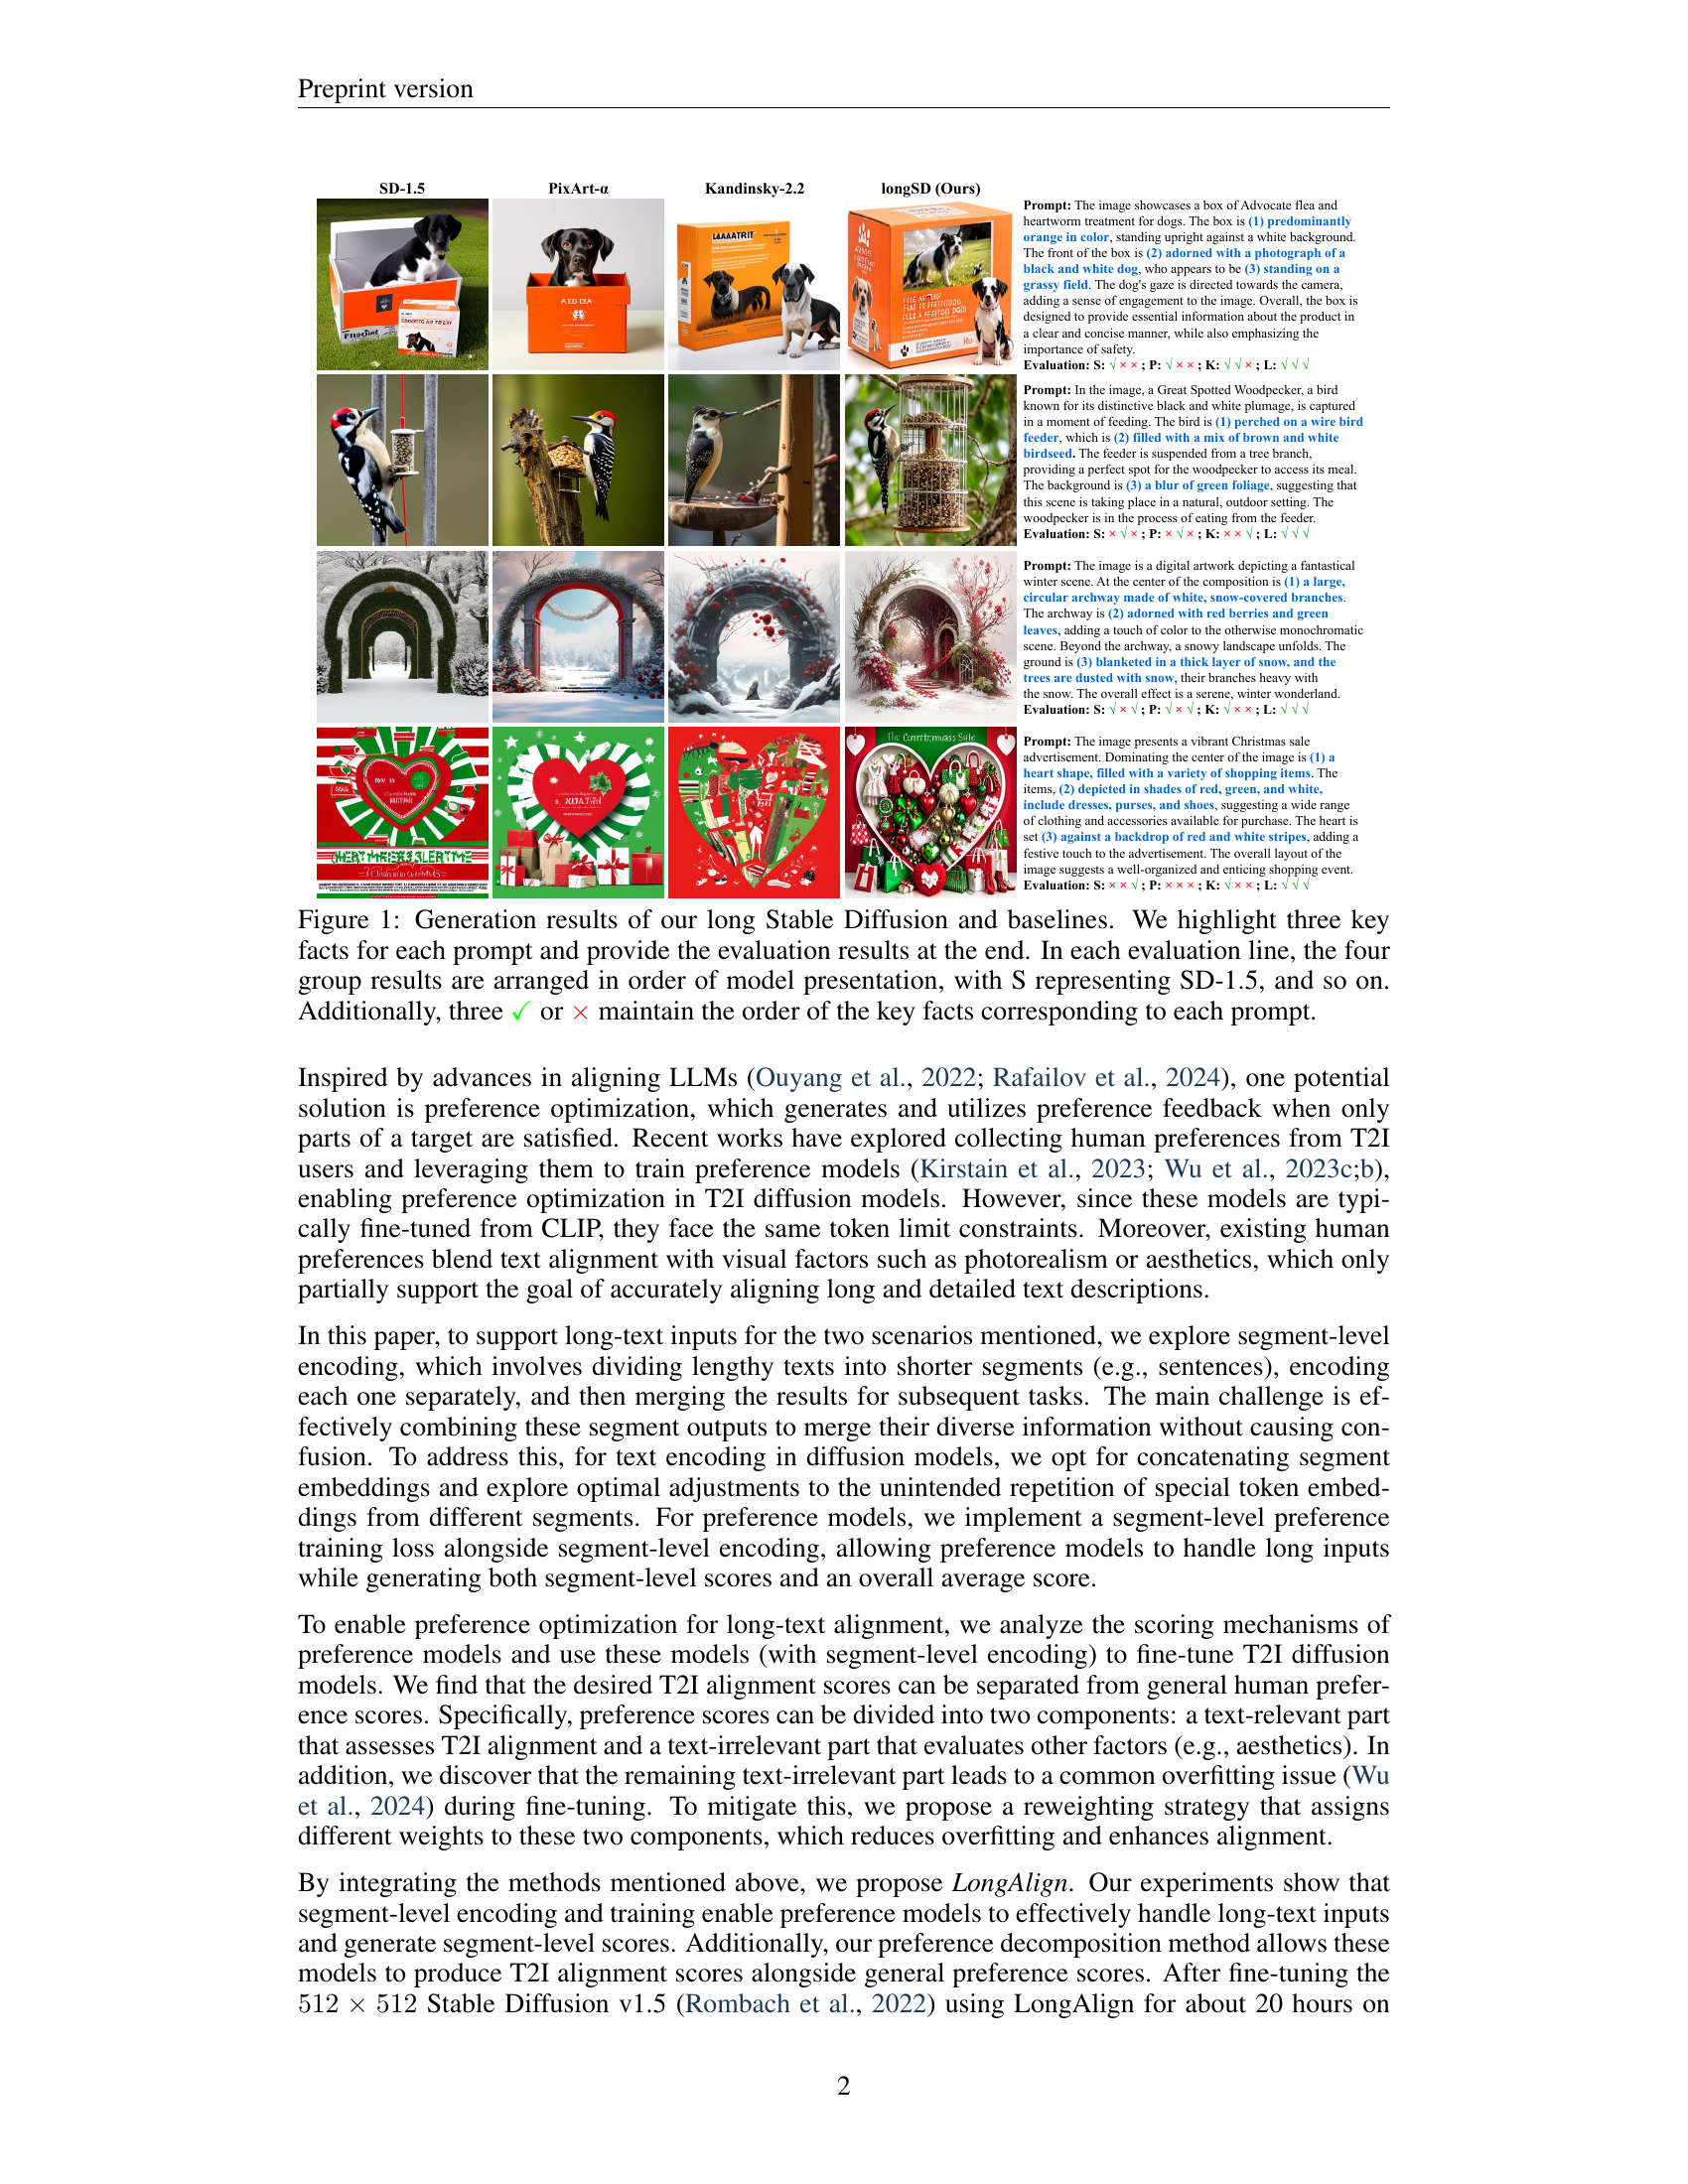 Preprint version
SD-1.5
PixArt-α
Kandinsky-2.2
longSD (Ours)
Prompt: The image showcases a box of Advocate flea and
heartworm treatment for dogs. The box is (1) predominantly
orange in color, standing upright against a white background.
The front of the box is (2) adorned with a photograph of a
black and white dog, who appears to be (3) standing on a
grassy field. The dog's gaze is directed towards the camera,
adding a sense of engagement to the image. Overall, the box is
designed to provide essential information about the product in
a clear and concise manner, while also emphasizing the
importance of safety.
Evaluation: S: √ × × ; P: √ × × ; K: √ √ × ; L: √ √ √
Prompt: In the image, a Great Spotted Woodpecker, a bird
known for its distinctive black and white plumage, is captured
in a moment of feeding. The bird is (1) perched on a wire bird
feeder, which is (2) filled with a mix of brown and white
birdseed. The feeder is suspended from a tree branch,
providing a perfect spot for the woodpecker to access its meal.
The background is (3) a blur of green foliage, suggesting that
this scene is taking place in a natural, outdoor setting. The
woodpecker is in the process of eating from the feeder.
Evaluation: S: × √ × ; P: × √ × ; K: × × √ ; L: √ √ √
Prompt: The image is a digital artwork depicting a fantastical
winter scene. At the center of the composition is (1) a large,
circular archway made of white, snow-covered branches.
The archway is (2) adorned with red berries and green
leaves, adding a touch of color to the otherwise monochromatic
scene. Beyond the archway, a snowy landscape unfolds. The
ground is (3) blanketed in a thick layer of snow, and the
trees are dusted with snow, their branches heavy with
the snow. The overall effect is a serene, winter wonderland.
Evaluation: S: √ × √ ; P: √ × √ ; K: √ × × ; L: √ √ √
Prompt: The image presents a vibrant Christmas sale
advertisement. Dominating the center of the image is (1) a
heart shape, filled with a variety of shopping items. The
items, (2) depicted in shades of red, green, and white,
include dresses, purses, and shoes, suggesting a wide range
of clothing and accessories available for purchase. The heart is
set (3) against a backdrop of red and white stripes, adding a
festive touch to the advertisement. The overall layout of the
image suggests a well-organized and enticing shopping event.
Evaluation: S: × × √ ; P: × × × ; K: √ × × ; L: √ √ √
Figure 1: Generation results of our long Stable Diffusion and baselines. We highlight three key
facts for each prompt and provide the evaluation results at the end. In each evaluation line, the four
group results are arranged in order of model presentation, with S representing SD-1.5, and so on.
Additionally, three ✓ or × maintain the order of the key facts corresponding to each prompt.
Inspired by advances in aligning LLMs (Ouyang et al., 2022; Rafailov et al., 2024), one potential
solution is preference optimization, which generates and utilizes preference feedback when only
parts of a target are satisfied. Recent works have explored collecting human preferences from T2I
users and leveraging them to train preference models (Kirstain et al., 2023; Wu et al., 2023c;b),
enabling preference optimization in T2I diffusion models. However, since these models are typi-
cally fine-tuned from CLIP, they face the same token limit constraints. Moreover, existing human
preferences blend text alignment with visual factors such as photorealism or aesthetics, which only
partially support the goal of accurately aligning long and detailed text descriptions.
In this paper, to support long-text inputs for the two scenarios mentioned, we explore segment-level
encoding, which involves dividing lengthy texts into shorter segments (e.g., sentences), encoding
each one separately, and then merging the results for subsequent tasks. The main challenge is ef-
fectively combining these segment outputs to merge their diverse information without causing con-
fusion. To address this, for text encoding in diffusion models, we opt for concatenating segment
embeddings and explore optimal adjustments to the unintended repetition of special token embed-
dings from different segments. For preference models, we implement a segment-level preference
training loss alongside segment-level encoding, allowing preference models to handle long inputs
while generating both segment-level scores and an overall average score.
To enable preference optimization for long-text alignment, we analyze the scoring mechanisms of
preference models and use these models (with segment-level encoding) to fine-tune T2I diffusion
models. We find that the desired T2I alignment scores can be separated from general human prefer-
ence scores. Specifically, preference scores can be divided into two components: a text-relevant part
that assesses T2I alignment and a text-irrelevant part that evaluates other factors (e.g., aesthetics). In
addition, we discover that the remaining text-irrelevant part leads to a common overfitting issue (Wu
et al., 2024) during fine-tuning. To mitigate this, we propose a reweighting strategy that assigns
different weights to these two components, which reduces overfitting and enhances alignment.
By integrating the methods mentioned above, we propose LongAlign. Our experiments show that
segment-level encoding and training enable preference models to effectively handle long-text inputs
and generate segment-level scores. Additionally, our preference decomposition method allows these
models to produce T2I alignment scores alongside general preference scores. After fine-tuning the
512 × 512 Stable Diffusion v1.5 (Rombach et al., 2022) using LongAlign for about 20 hours on
2